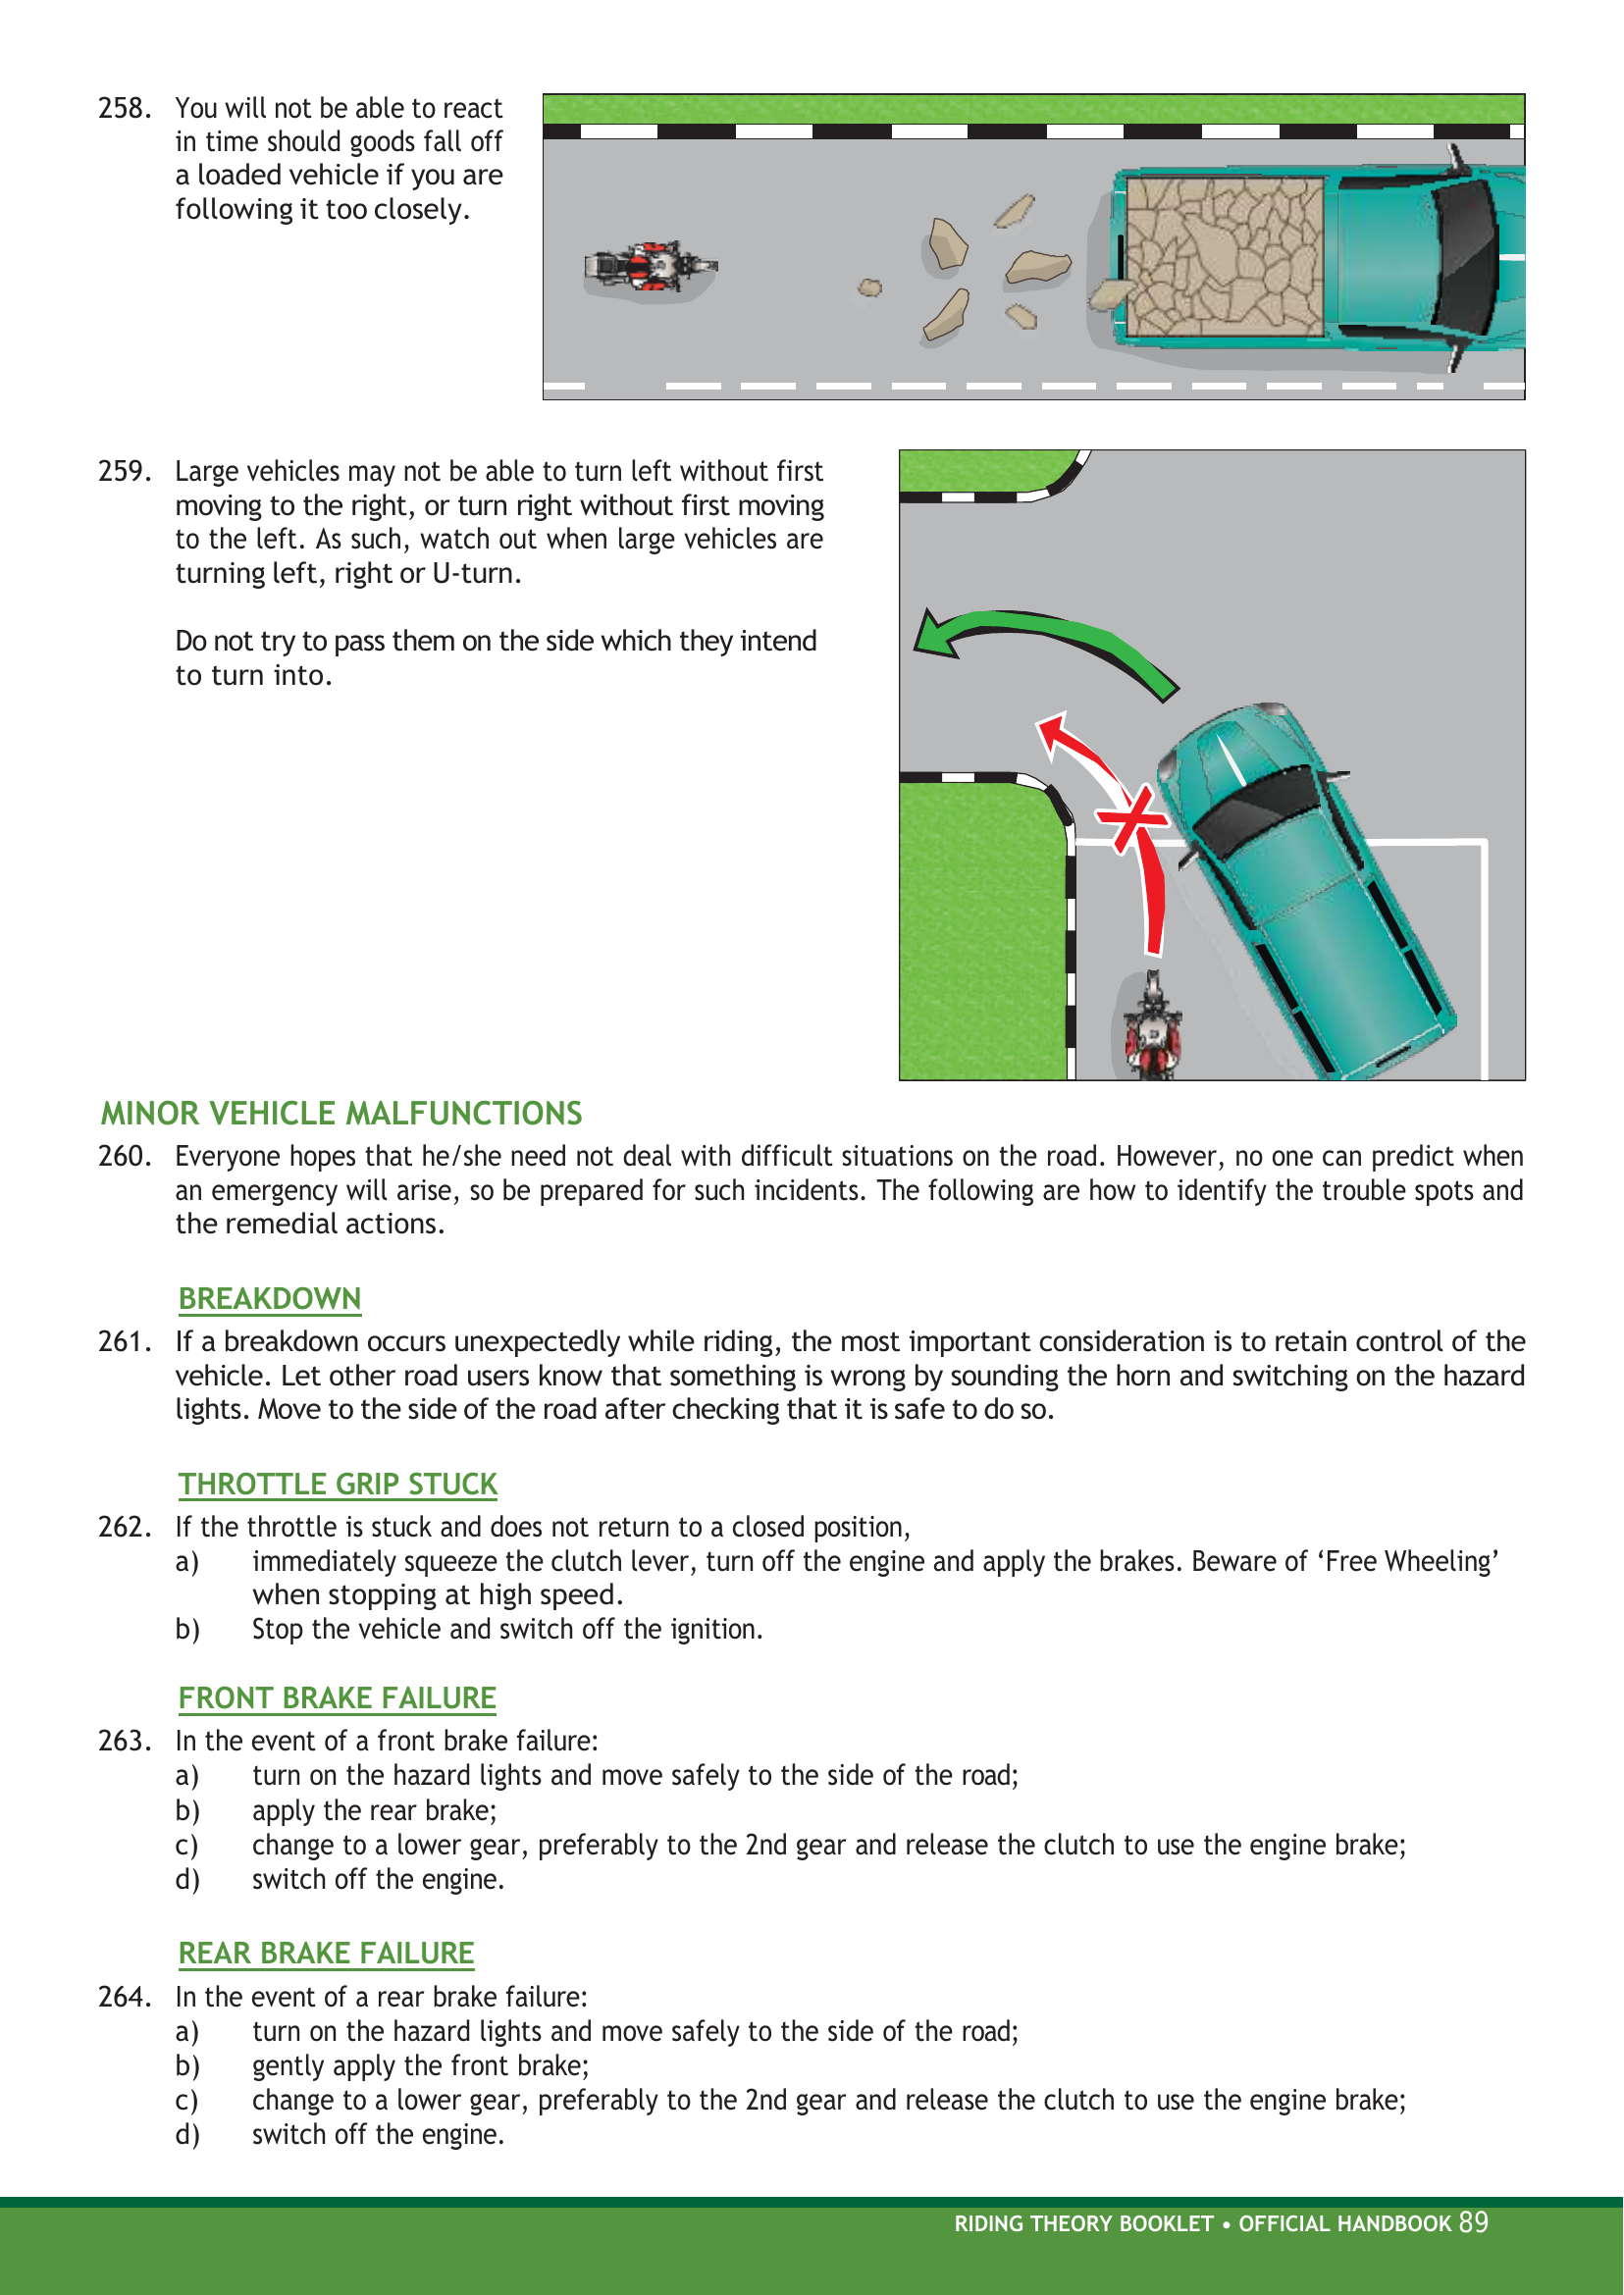 258. You will not be able to react
in time should goods fall off
a loaded vehicle if you are
following it too closely.
259. Large vehicles may not be able to turn left without first
moving to the right, or turn right without first moving
to the left. As such, watch out when large vehicles are
turning left, right or U-turn.
Do not try to pass them on the side which they intend
to turn into.
MINOR VEHICLE MALFUNCTIONS
260. Everyone hopes that he/she need not deal with difficult situations on the road. However, no one can predict when
an emergency will arise, so be prepared for such incidents. The following are how to identify the trouble spots and
the remedial actions.
BREAKDOWN
261. If a breakdown occurs unexpectedly while riding, the most important consideration is to retain control of the
vehicle. Let other road users know that something is wrong by sounding the horn and switching on the hazard
lights. Move to the side of the road after checking that it is safe to do so.
THROTTLE GRIP STUCK
262. If the throttle is stuck and does not return to a closed position,
a) immediately squeeze the clutch lever, turn off the engine and apply the brakes. Beware of ‘Free Wheeling’
when stopping at high speed.
b) Stop the vehicle and switch off the ignition.
FRONT BRAKE FAILURE
263. In the event of a front brake failure:
a) turn on the hazard lights and move safely to the side of the road;
b) apply the rear brake;
c) change to a lower gear, preferably to the 2nd gear and release the clutch to use the engine brake;
d) switch off the engine.
REAR BRAKE FAILURE
264. In the event of a rear brake failure:
a) turn on the hazard lights and move safely to the side of the road;
b) gently apply the front brake;
c) change to a lower gear, preferably to the 2nd gear and release the clutch to use the engine brake;
d) switch off the engine.
RIDING THEORY BOOKLET • OFFICIAL HANDBOOK 89